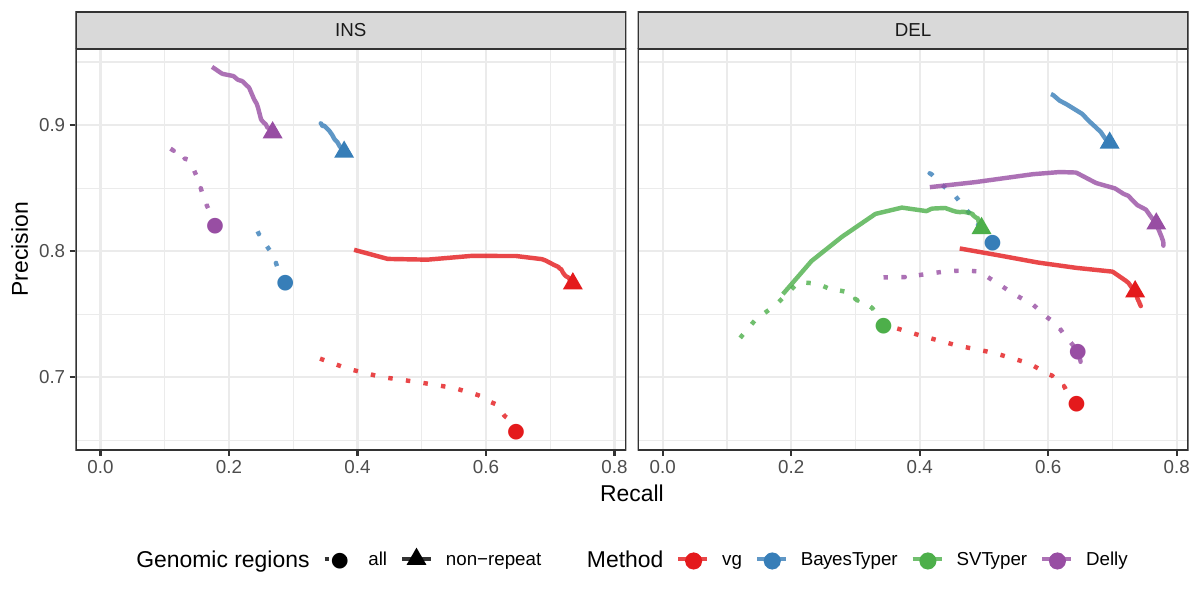 INS
DEL
0.9
0.8
0.7
Precision
0.0 0.2 0.4 0.6 0.8
0.0 0.2 0.4 0.6 0.8
Recall
Genomic regions all non−repeat Method vg BayesTyper SVTyper Delly